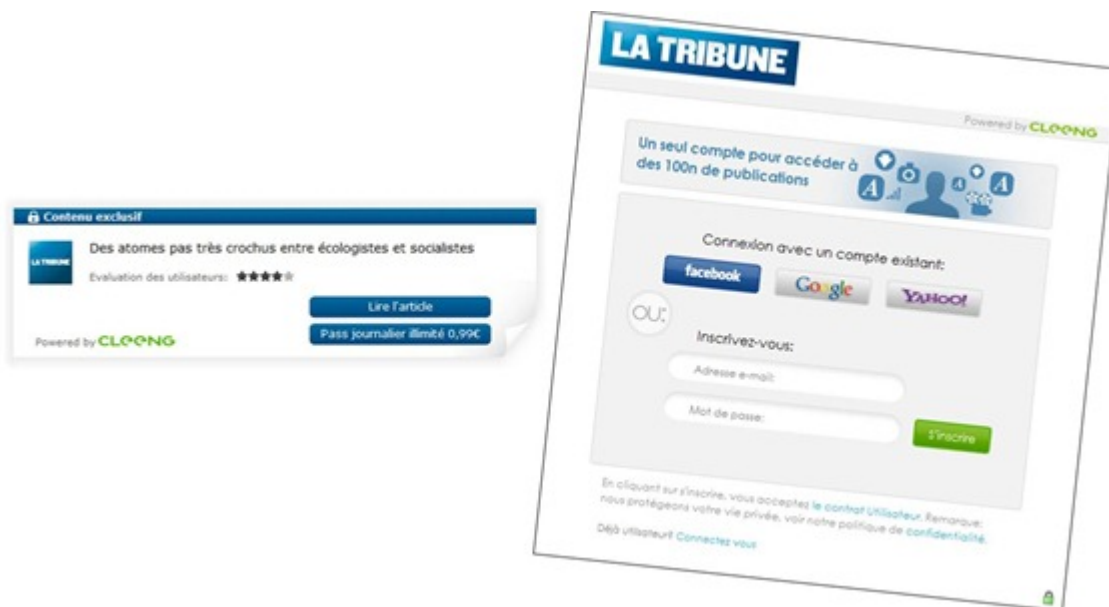 Contenu exclusif
LA TRIBUNE
Des atomes pas très crochus entre écologistes et socialistes
Evaluation des utilisateurs:
Lire l'article
Pass journalier illimité 0,99€
Powered by CLEENG
LA TRIBUNE
Powered by CLEENG
Un seul compte pour accéder à
des 100n de publications
A
A
A
Connexion avec un compte existant:
facebook
Google
YAHOO!
OU:
Inscrivez-vous:
Adresse e-mail:
Mot de passe:
S'inscrire
En cliquant sur s'inscrire, vous acceptez le contrat Utilisateur. Remarque:
nous protégeons votre vie privée, voir notre politique de confidentialité.
Déjà utilisateur? Connectez vous